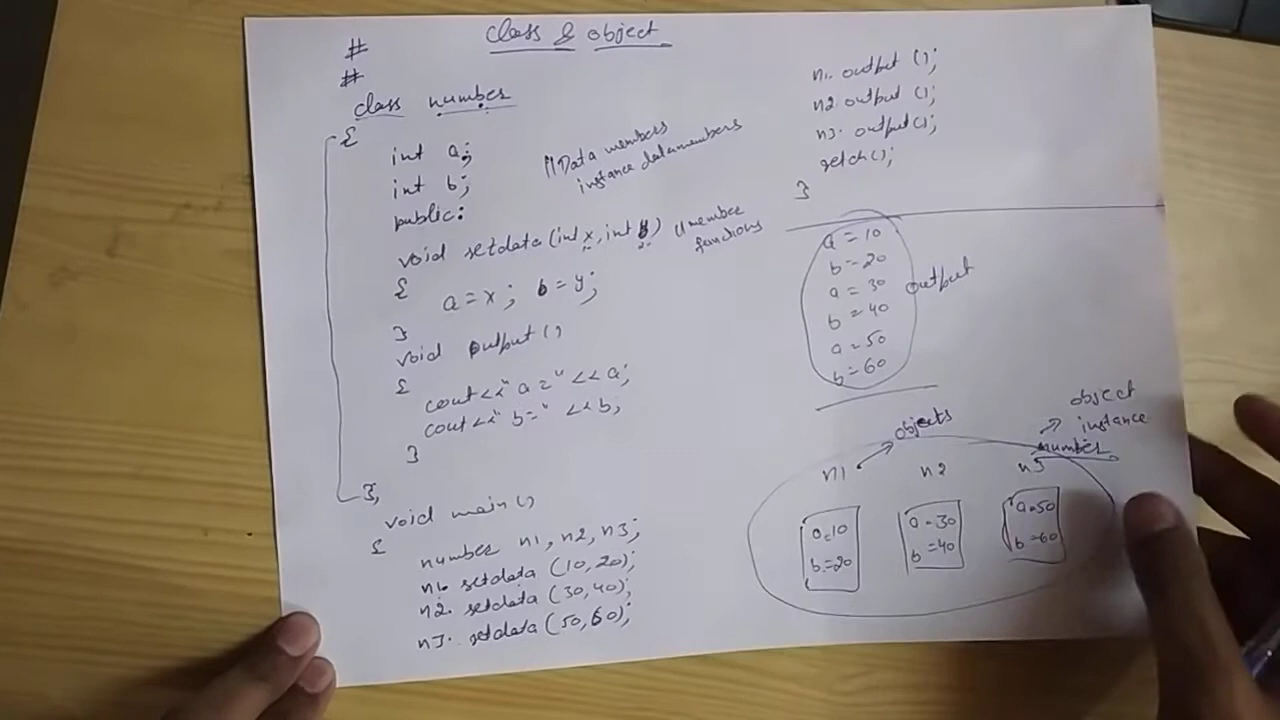 class & object
#
#
class number
{
int a;
int b;
//Data members
instance datamembers
public:
void setdata(int x, int y) //member
functions
{
a=x; b=y;
}
void output()
{
cout<<"a="<<a;
cout<<"b="<<b;
}
};
void main()
{
number n1, n2, n3;
n1. setdata (10,20);
n2. setdata (30,40);
n3. setdata (50,60);
n1. output ();
n2. output ();
n3. output();
getch();
}
a=10
b=20
a=30
b=40
a=50
b=60
output
objects
object
instance
number
n1 n2 n3
a=10 a=30 a=50
b=20 b=40 b=60